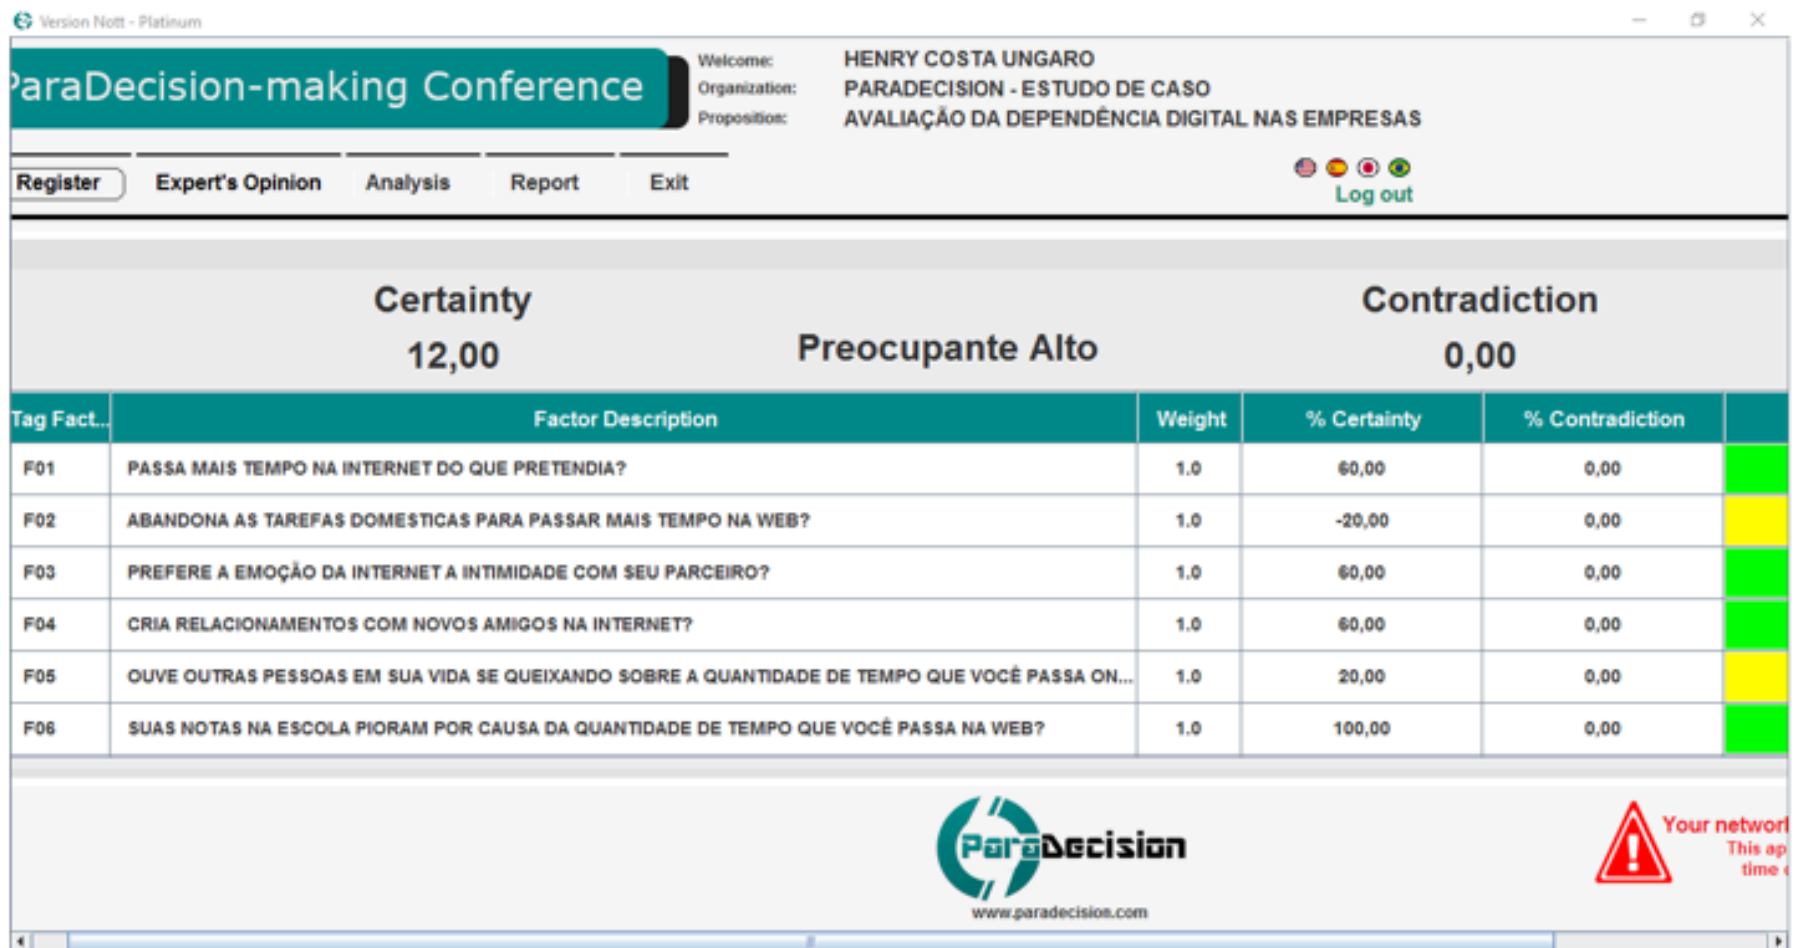 Version Nott - Platinum
ParaDecision-making Conference
Welcome: HENRY COSTA UNGARO
Organization: PARADECISION - ESTUDO DE CASO
Proposition: AVALIAÇÃO DA DEPENDÊNCIA DIGITAL NAS EMPRESAS
Register Expert's Opinion Analysis Report Exit
Log out
Certainty Contradiction
12,00 Preocupante Alto 0,00
Tag Fact... Factor Description Weight % Certainty % Contradiction
F01 PASSA MAIS TEMPO NA INTERNET DO QUE PRETENDIA? 1.0 60,00 0,00
F02 ABANDONA AS TAREFAS DOMESTICAS PARA PASSAR MAIS TEMPO NA WEB? 1.0 -20,00 0,00
F03 PREFERE A EMOÇÃO DA INTERNET A INTIMIDADE COM SEU PARCEIRO? 1.0 60,00 0,00
F04 CRIA RELACIONAMENTOS COM NOVOS AMIGOS NA INTERNET? 1.0 60,00 0,00
F05 OUVE OUTRAS PESSOAS EM SUA VIDA SE QUEIXANDO SOBRE A QUANTIDADE DE TEMPO QUE VOCÊ PASSA ON... 1.0 20,00 0,00
F06 SUAS NOTAS NA ESCOLA PIORAM POR CAUSA DA QUANTIDADE DE TEMPO QUE VOCÊ PASSA NA WEB? 1.0 100,00 0,00
ParaDecision
www.paradecision.com
Your network
This ap
time